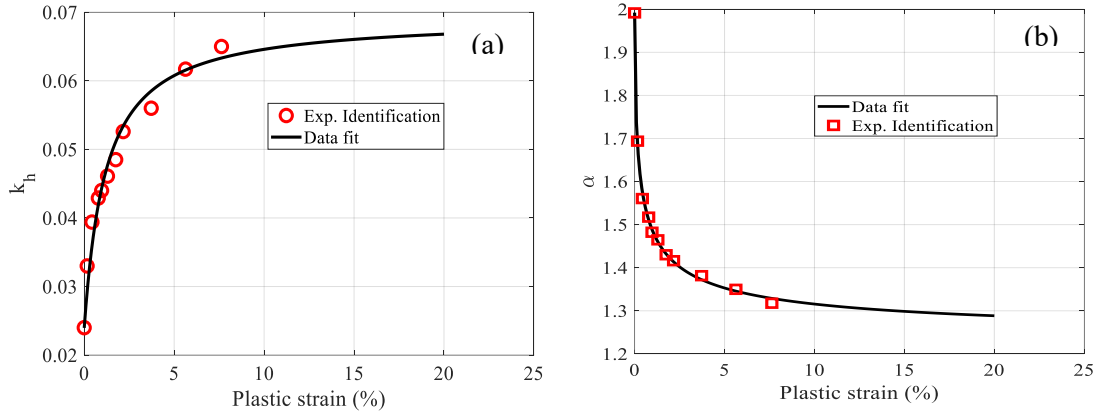 (a)
0.07
0.06
0.05
0.04
0.03
0.02
k_h
Exp. Identification
Data fit
0 5 10 15 20 25
Plastic strain (%)
(b)
2
1.9
1.8
1.7
1.6
1.5
1.4
1.3
1.2
α
Data fit
Exp. Identification
0 5 10 15 20 25
Plastic strain (%)